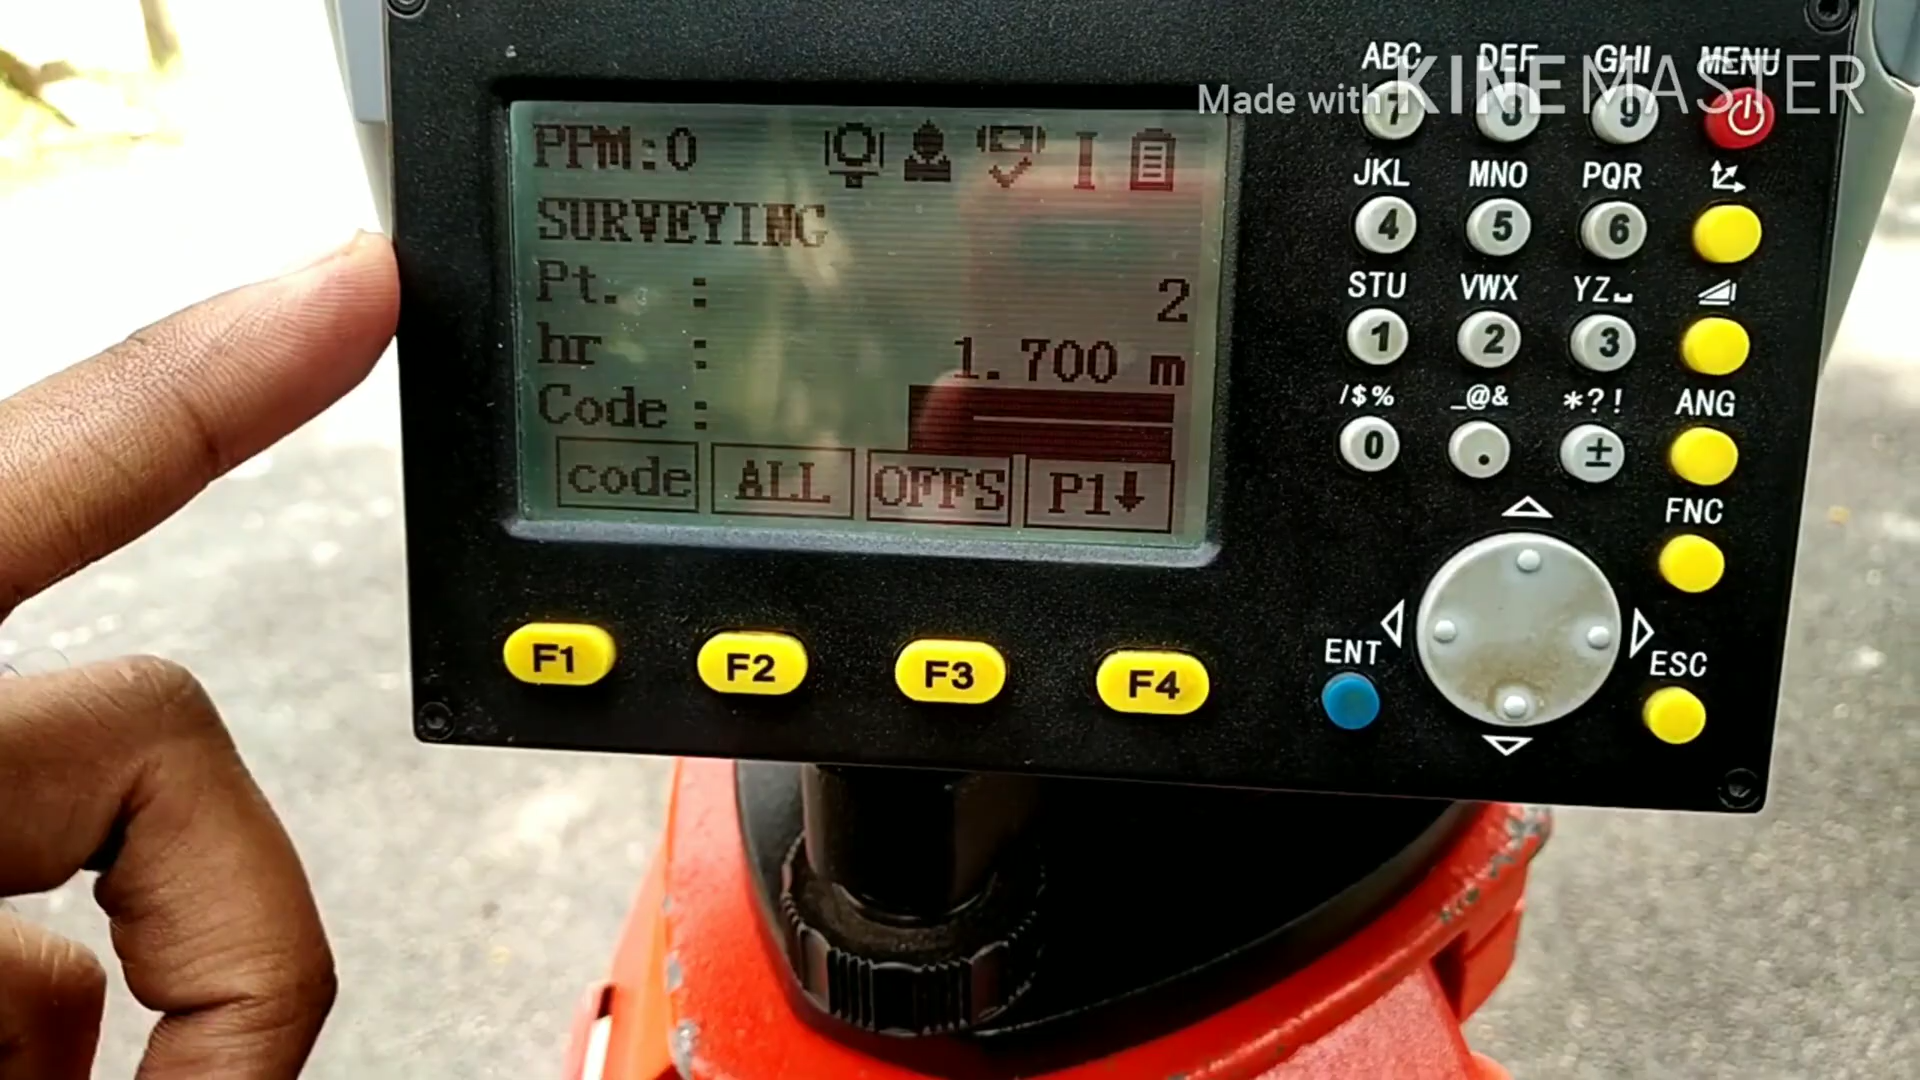 Made with KINEMASTER
PPM:0
SURVEYING
Pt. : 2
hr : 1.700 m
Code :
code ALL OFFS P1↓
F1 F2 F3 F4
ABC DEF GHI MENU
7 8 9
JKL MNO PQR
4 5 6
STU VWX YZ␣
1 2 3
/$% _@& *?! ANG
0 . ±
FNC
ENT
ESC